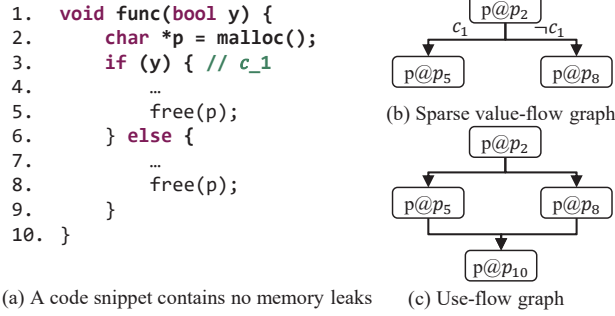 1. void func(bool y) {
2. char *p = malloc();
3. if (y) { // c_1
4. …
5. free(p);
6. } else {
7. …
8. free(p);
9. }
10. }
(a) A code snippet contains no memory leaks
p@p2
c1 ¬c1
p@p5 p@p8
(b) Sparse value-flow graph
p@p2
p@p5 p@p8
p@p10
(c) Use-flow graph